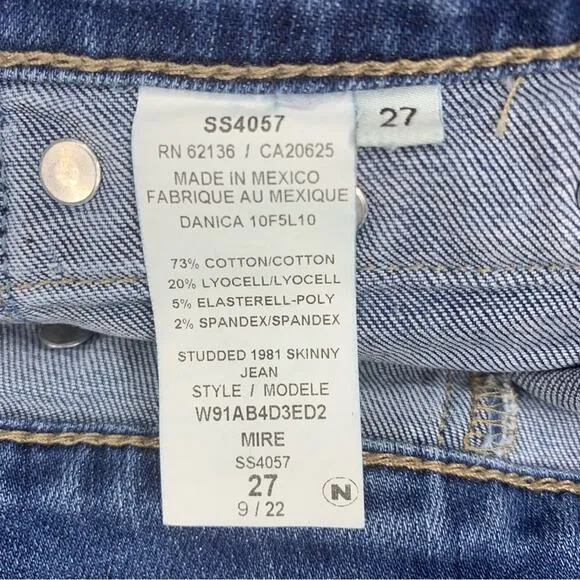 SS4057
RN 62136 / CA20625
MADE IN MEXICO
FABRIQUE AU MEXIQUE
DANICA 10F5L10
73% COTTON/COTTON
20% LYOCELL/LYOCELL
5% ELASTERELL-POLY
2% SPANDEX/SPANDEX
STUDDED 1981 SKINNY
JEAN
STYLE / MODELE
W91AB4D3ED2
MIRE
SS4057
27
9 / 22
N
27